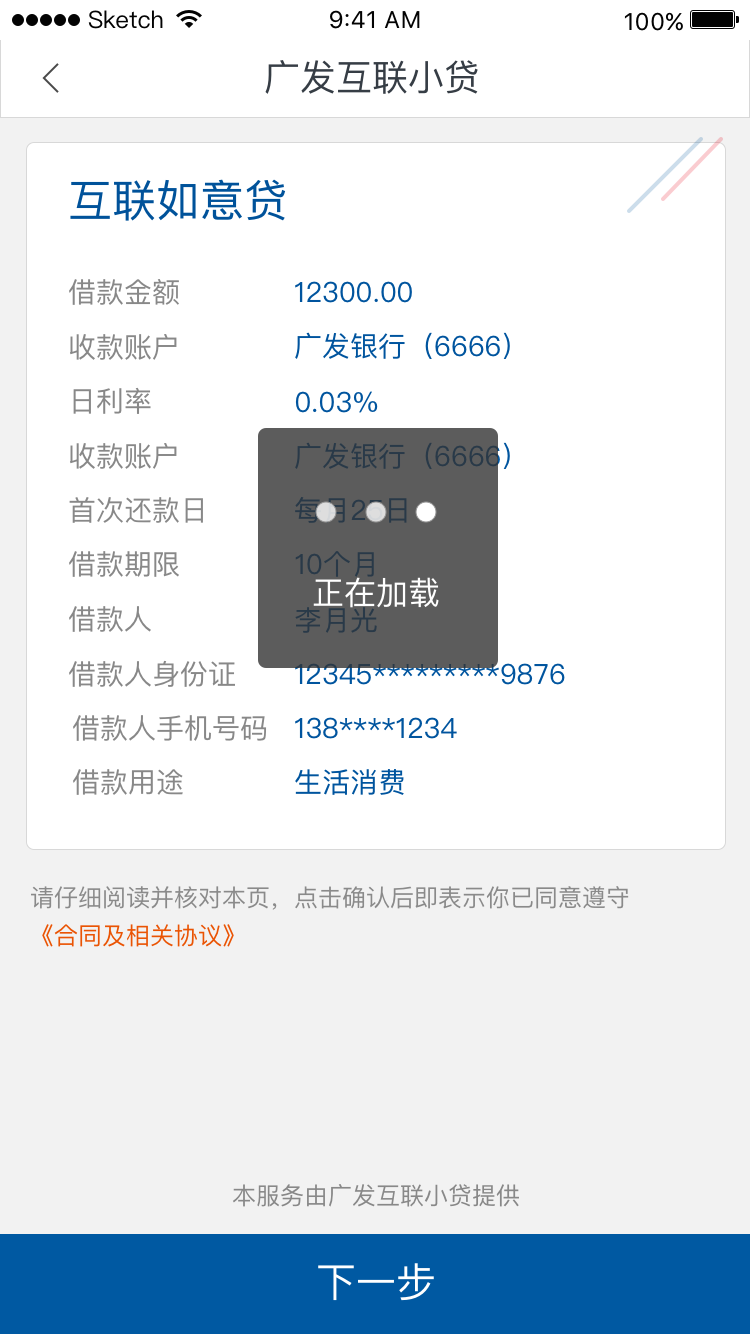 Sketch 9:41 AM 100%
广发互联小贷
互联如意贷
借款金额 12300.00
收款账户 广发银行（6666）
日利率 0.03%
收款账户 广发银行（6666）
首次还款日 每月25日
借款期限 10个月
正在加载
借款人 李月光
借款人身份证 12345*********9876
借款人手机号码 138****1234
借款用途 生活消费
请仔细阅读并核对本页，点击确认后即表示你已同意遵守
《合同及相关协议》
本服务由广发互联小贷提供
下一步